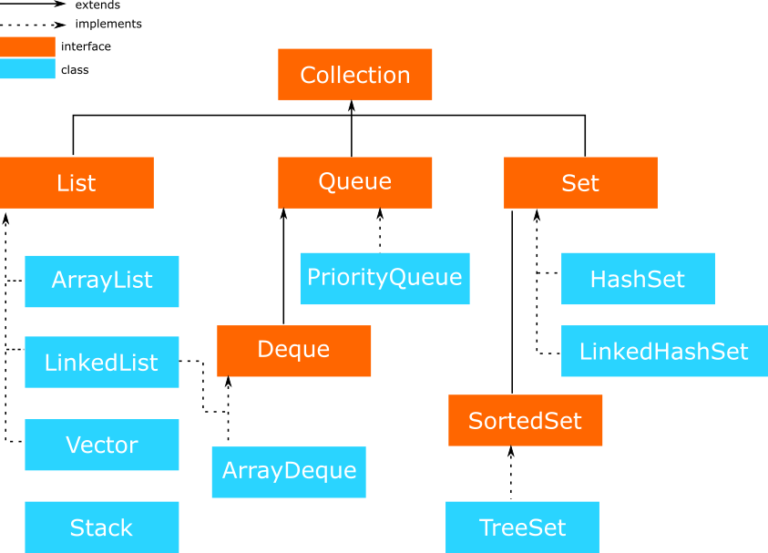 extends
implements
interface
class
Collection
List
Queue
Set
ArrayList
PriorityQueue
HashSet
LinkedList
Deque
LinkedHashSet
Vector
ArrayDeque
SortedSet
Stack
TreeSet